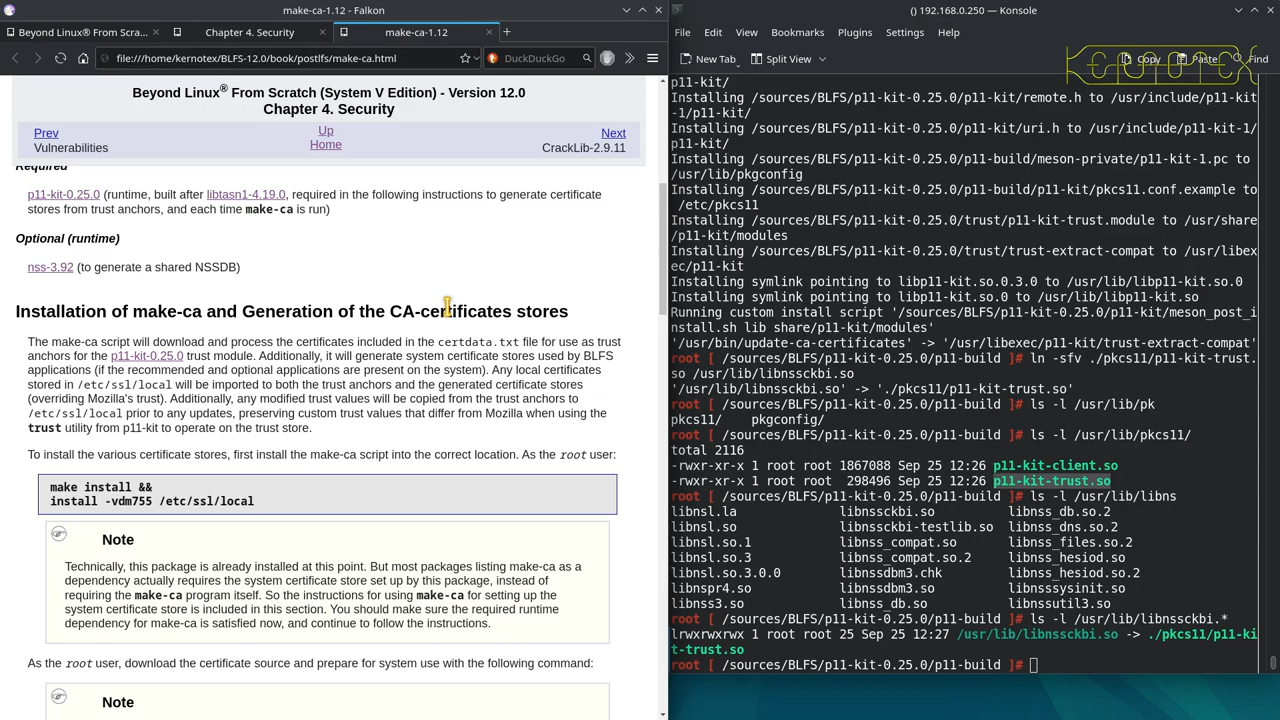 make-ca-1.12 - Falkon
Beyond Linux® From Scra...
Chapter 4. Security
make-ca-1.12
file:///home/kernotex/BLFS-12.0/book/postlfs/make-ca.html
DuckDuckGo
Beyond Linux® From Scratch (System V Edition) - Version 12.0
Chapter 4. Security
Prev
Up
Next
Vulnerabilities
Home
CrackLib-2.9.11
Required
p11-kit-0.25.0 (runtime, built after libtasn1-4.19.0, required in the following instructions to generate certificate
stores from trust anchors, and each time make-ca is run)
Optional (runtime)
nss-3.92 (to generate a shared NSSDB)
Installation of make-ca and Generation of the CA-certificates stores
The make-ca script will download and process the certificates included in the certdata.txt file for use as trust
anchors for the p11-kit-0.25.0 trust module. Additionally, it will generate system certificate stores used by BLFS
applications (if the recommended and optional applications are present on the system). Any local certificates
stored in /etc/ssl/local will be imported to both the trust anchors and the generated certificate stores
(overriding Mozilla's trust). Additionally, any modified trust values will be copied from the trust anchors to
/etc/ssl/local prior to any updates, preserving custom trust values that differ from Mozilla when using the
trust utility from p11-kit to operate on the trust store.
To install the various certificate stores, first install the make-ca script into the correct location. As the root user:
make install &&
install -vdm755 /etc/ssl/local
Note
Technically, this package is already installed at this point. But most packages listing make-ca as a
dependency actually requires the system certificate store set up by this package, instead of
requiring the make-ca program itself. So the instructions for using make-ca for setting up the
system certificate store is included in this section. You should make sure the required runtime
dependency for make-ca is satisfied now, and continue to follow the instructions.
As the root user, download the certificate source and prepare for system use with the following command:
Note
() 192.168.0.250 — Konsole
File Edit View Bookmarks Plugins Settings Help
New Tab Split View Copy Paste Find
Kernotex
p11-kit/
Installing /sources/BLFS/p11-kit-0.25.0/p11-kit/remote.h to /usr/include/p11-kit
-1/p11-kit/
Installing /sources/BLFS/p11-kit-0.25.0/p11-kit/uri.h to /usr/include/p11-kit-1/
p11-kit/
Installing /sources/BLFS/p11-kit-0.25.0/p11-build/meson-private/p11-kit-1.pc to
/usr/lib/pkgconfig
Installing /sources/BLFS/p11-kit-0.25.0/p11-build/p11-kit/pkcs11.conf.example to
/etc/pkcs11
Installing /sources/BLFS/p11-kit-0.25.0/trust/p11-kit-trust.module to /usr/share
/p11-kit/modules
Installing /sources/BLFS/p11-kit-0.25.0/trust/trust-extract-compat to /usr/libex
ec/p11-kit
Installing symlink pointing to libp11-kit.so.0.3.0 to /usr/lib/libp11-kit.so.0
Installing symlink pointing to libp11-kit.so.0 to /usr/lib/libp11-kit.so
Running custom install script '/sources/BLFS/p11-kit-0.25.0/p11-kit/meson_post_i
nstall.sh lib share/p11-kit/modules'
'/usr/bin/update-ca-certificates' -> '/usr/libexec/p11-kit/trust-extract-compat'
root [ /sources/BLFS/p11-kit-0.25.0/p11-build ]# ln -sfv ./pkcs11/p11-kit-trust.
so /usr/lib/libnssckbi.so
'/usr/lib/libnssckbi.so' -> './pkcs11/p11-kit-trust.so'
root [ /sources/BLFS/p11-kit-0.25.0/p11-build ]# ls -l /usr/lib/pk
pkcs11/ pkgconfig/
root [ /sources/BLFS/p11-kit-0.25.0/p11-build ]# ls -l /usr/lib/pkcs11/
total 2116
-rwxr-xr-x 1 root root 1867088 Sep 25 12:26 p11-kit-client.so
-rwxr-xr-x 1 root root 298496 Sep 25 12:26 p11-kit-trust.so
root [ /sources/BLFS/p11-kit-0.25.0/p11-build ]# ls -l /usr/lib/libns
libnsl.la libnssckbi.so libnss_db.so.2
libnsl.so libnssckbi-testlib.so libnss_dns.so.2
libnsl.so.1 libnss_compat.so libnss_files.so.2
libnsl.so.3 libnss_compat.so.2 libnss_hesiod.so
libnsl.so.3.0.0 libnssdbm3.chk libnss_hesiod.so.2
libnspr4.so libnssdbm3.so libnsssysinit.so
libnss3.so libnss_db.so libnssutil3.so
root [ /sources/BLFS/p11-kit-0.25.0/p11-build ]# ls -l /usr/lib/libnssckbi.*
lrwxrwxrwx 1 root root 25 Sep 25 12:27 /usr/lib/libnssckbi.so -> ./pkcs11/p11-ki
t-trust.so
root [ /sources/BLFS/p11-kit-0.25.0/p11-build ]#